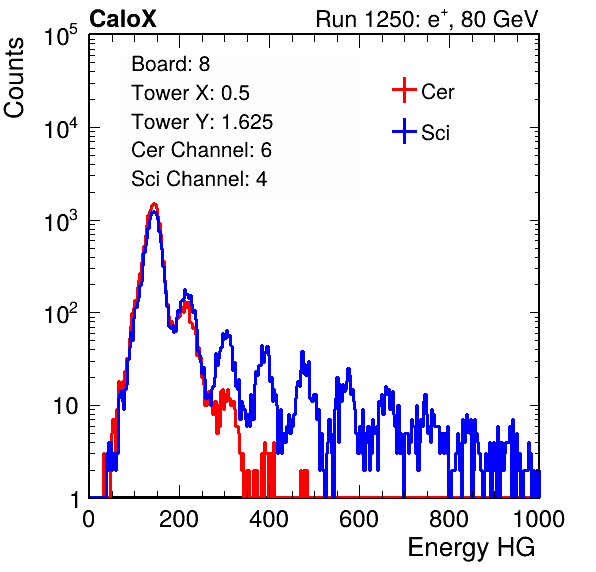 CaloX Run 1250: e⁺, 80 GeV
Counts
Board: 8
Tower X: 0.5
Tower Y: 1.625
Cer Channel: 6
Sci Channel: 4
Cer
Sci
10⁵
10⁴
10³
10²
10
1
0 200 400 600 800 1000
Energy HG